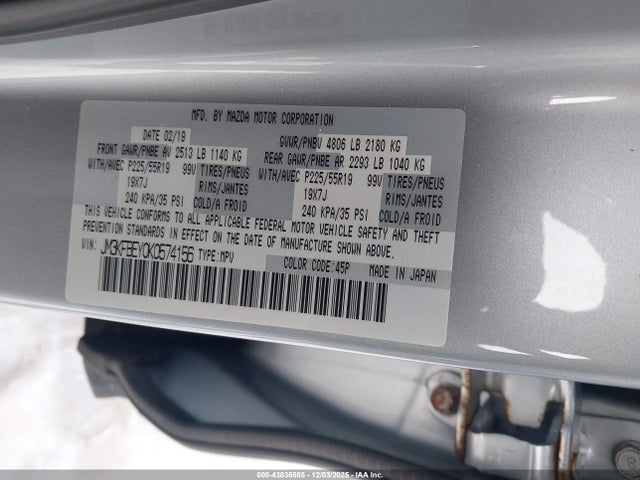 MFD. BY MAZDA MOTOR CORPORATION
DATE 02/19 GVWR/PNBV 4806 LB 2180 KG
FRONT GAWR/PNBE AV 2513 LB 1140 KG REAR GAWR/PNBE AR 2293 LB 1040 KG
WITH/AVEC P225/55R19 99V TIRES/PNEUS WITH/AVEC P225/55R19 99V TIRES/PNEUS
19X7J RIMS/JANTES 19X7J RIMS/JANTES
240 KPA/35 PSI COLD/A FROID 240 KPA/35 PSI COLD/A FROID
THIS VEHICLE CONFORMS TO ALL APPLICABLE FEDERAL MOTOR VEHICLE SAFETY AND THEFT
PREVENTION STANDARDS IN EFFECT ON THE DATE OF MANUFACTURE SHOWN ABOVE.
VIN: JM3KFBEY0K0574156 TYPE: MPV COLOR CODE: 45P MADE IN JAPAN
000-43836565 | 12/03/2025 - IAA Inc.